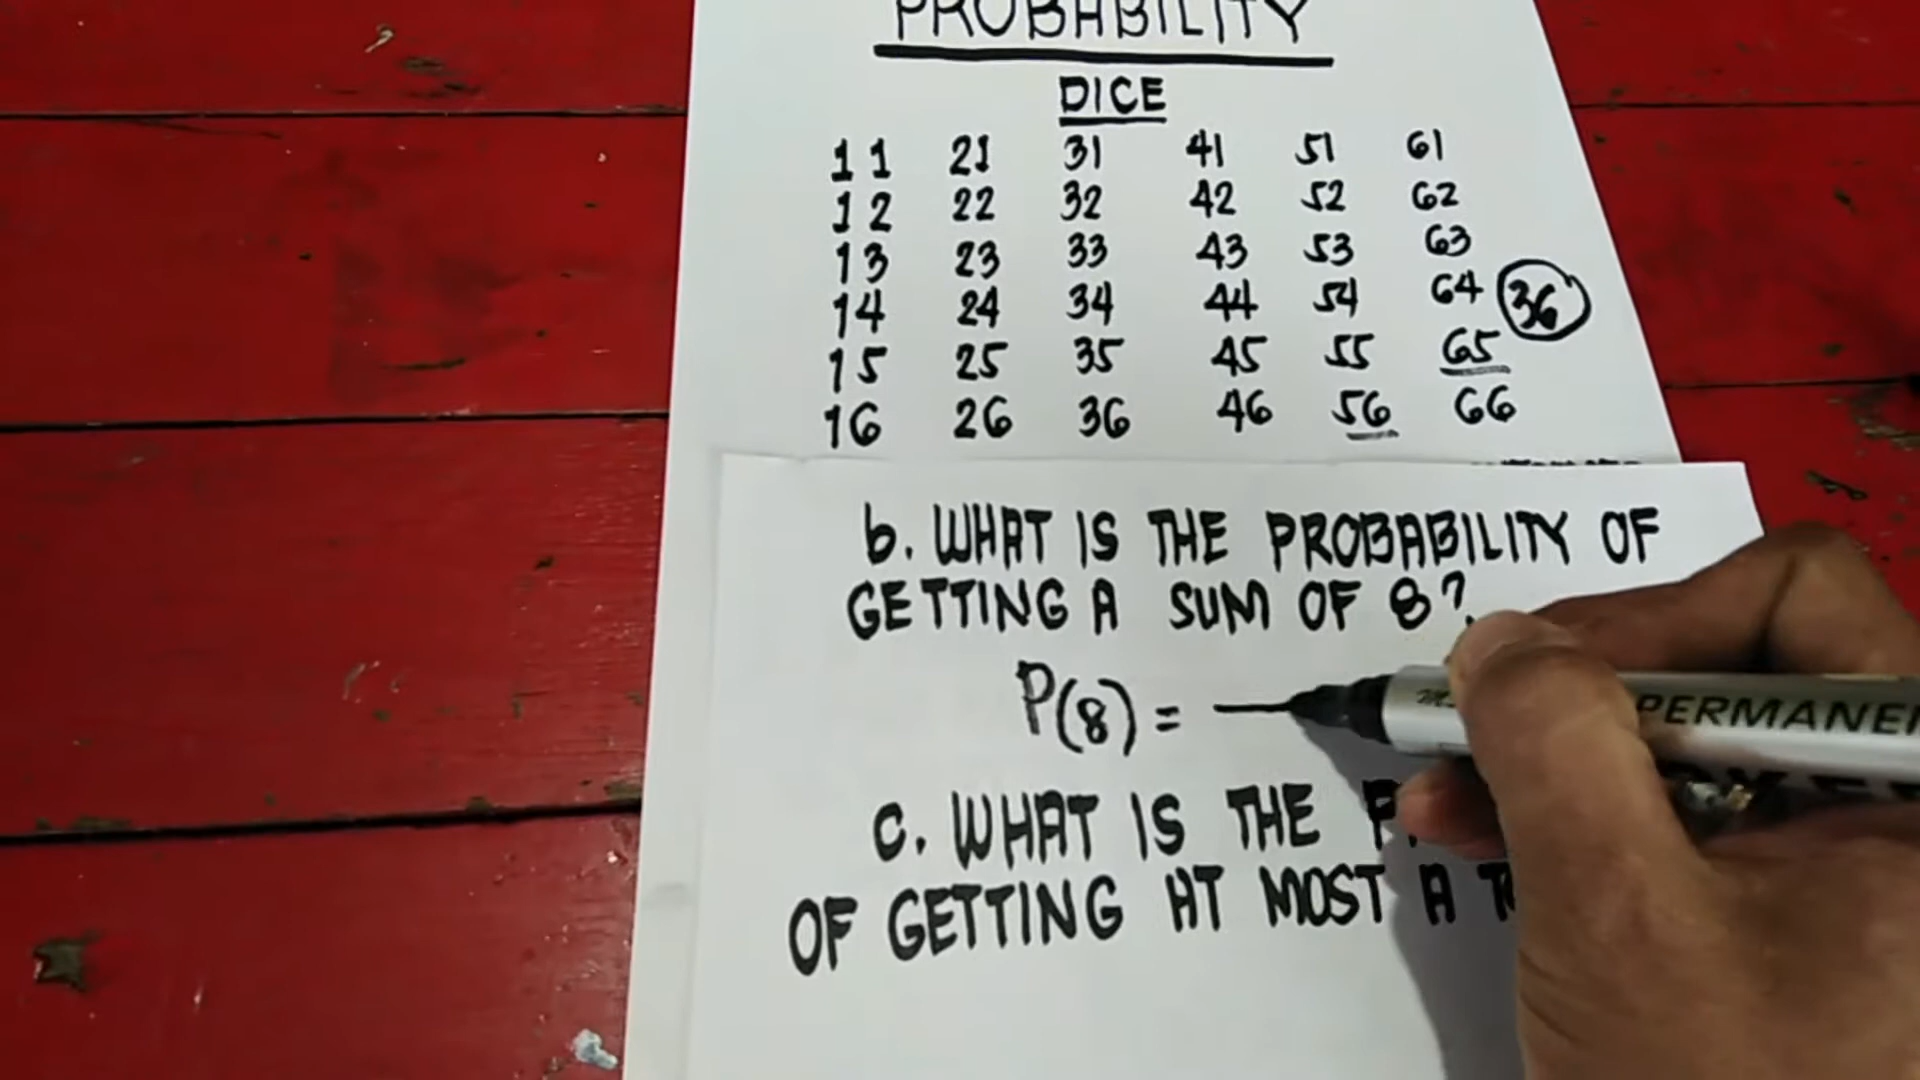 PROBABILITY
DICE
11 21 31 41 51 61
12 22 32 42 52 62
13 23 33 43 53 63
14 24 34 44 54 64 36
15 25 35 45 55 65
16 26 36 46 56 66
b. WHAT IS THE PROBABILITY OF
GETTING A SUM OF 8?
P(8) =
PERMANE
c. WHAT IS THE
OF GETTING AT MOST A